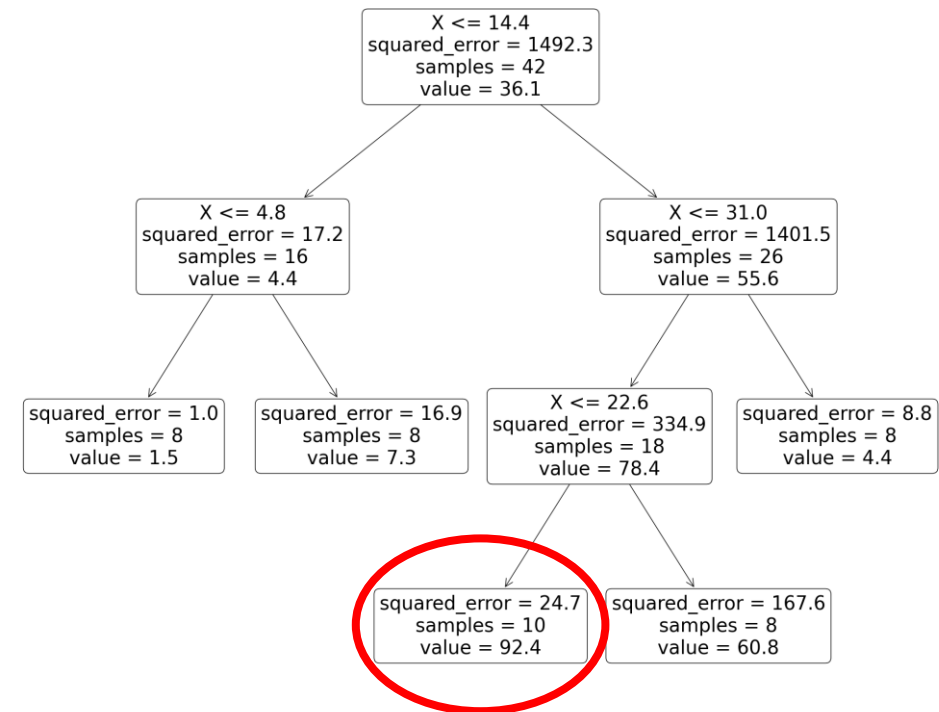 X <= 14.4
squared_error = 1492.3
samples = 42
value = 36.1
X <= 4.8
squared_error = 17.2
samples = 16
value = 4.4
X <= 31.0
squared_error = 1401.5
samples = 26
value = 55.6
squared_error = 1.0
samples = 8
value = 1.5
squared_error = 16.9
samples = 8
value = 7.3
X <= 22.6
squared_error = 334.9
samples = 18
value = 78.4
squared_error = 8.8
samples = 8
value = 4.4
squared_error = 24.7
samples = 10
value = 92.4
squared_error = 167.6
samples = 8
value = 60.8